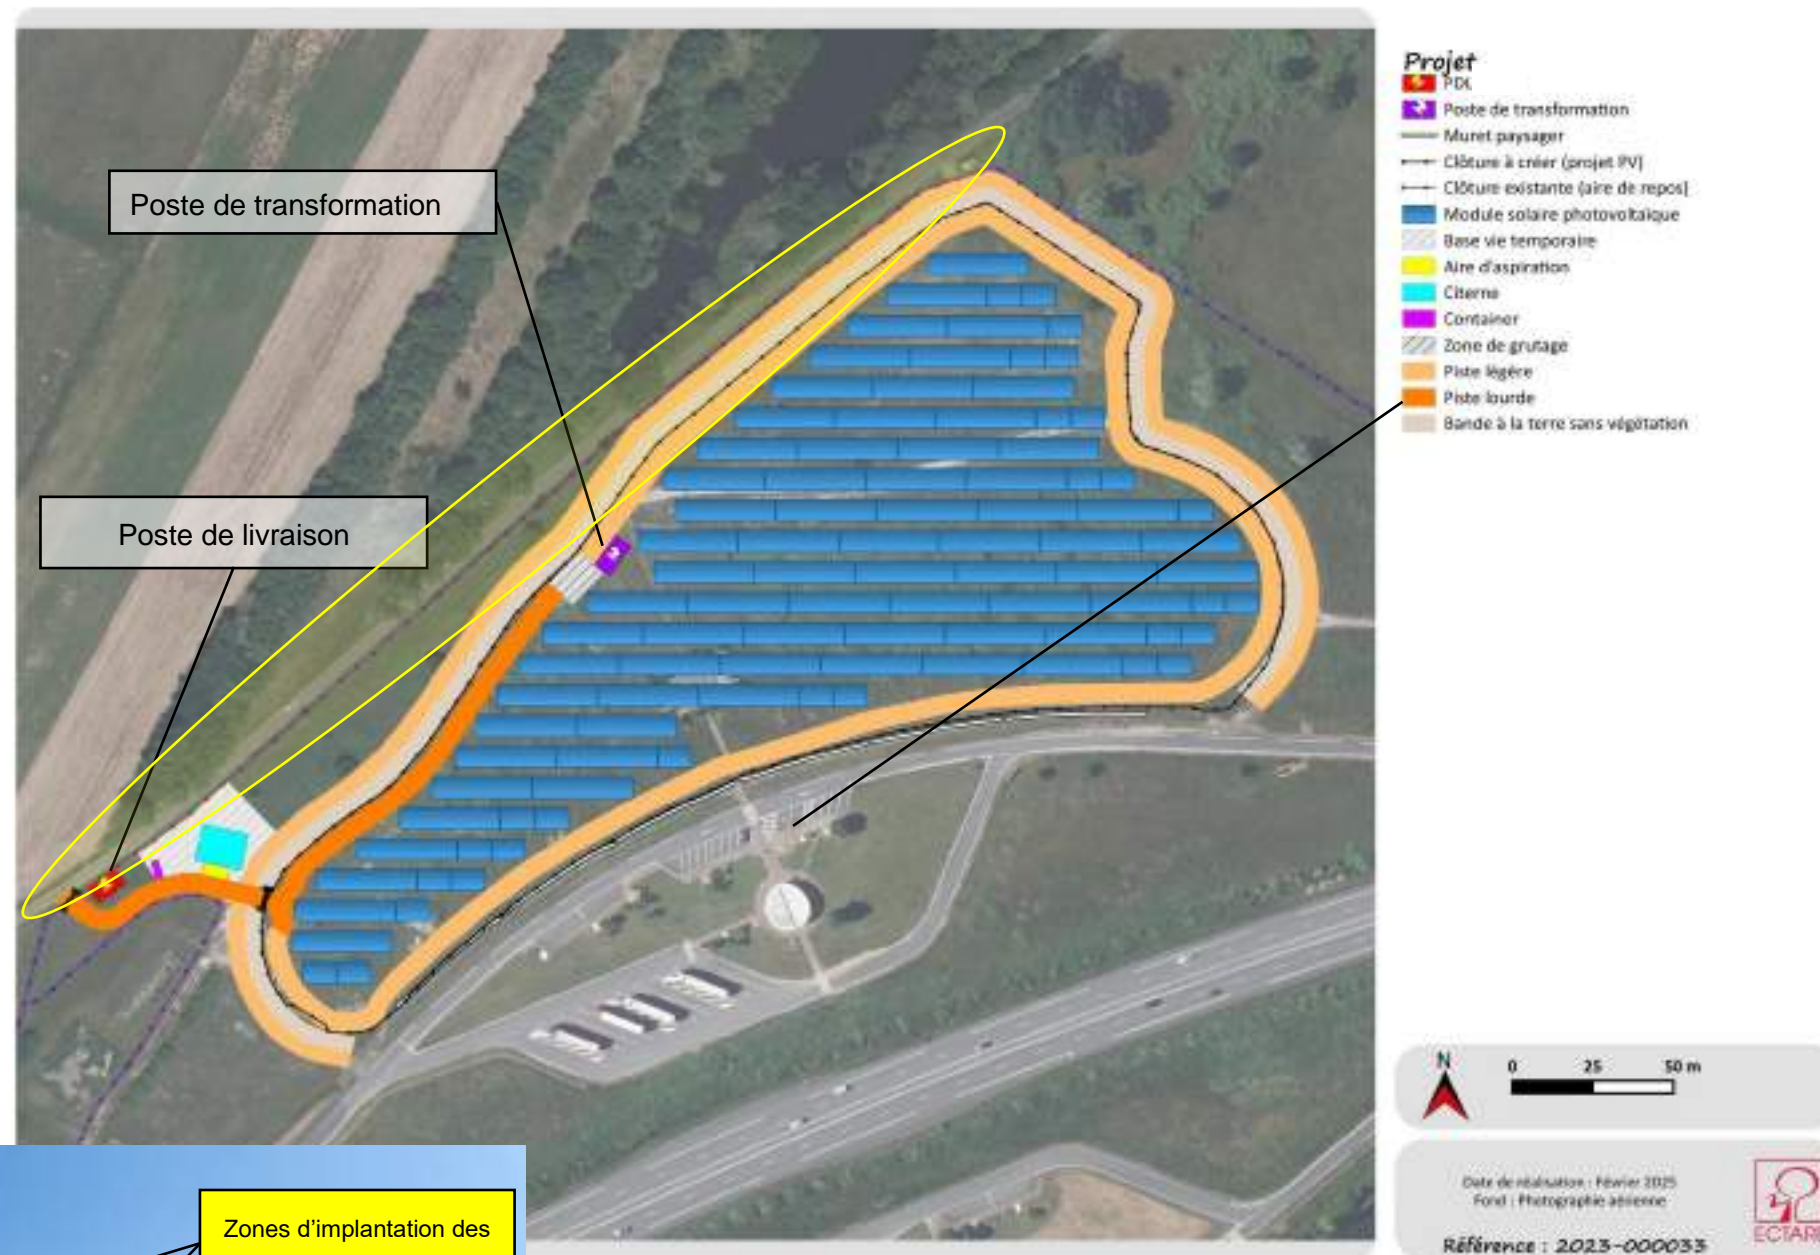 Poste de transformation
Poste de livraison
Zones d'implantation des
Projet
PDL
Poste de transformation
Muret paysager
Clôture à créer (projet PV)
Clôture existante (aire de repos)
Module solaire photovoltaïque
Base vie temporaire
Aire d'aspiration
Citerne
Container
Zone de grutage
Piste légère
Piste lourde
Bande à la terre sans végétation
N
0 25 50 m
Date de réalisation : Février 2025
Fond : Photographie aérienne
Référence : 2023-000033
ECTARE